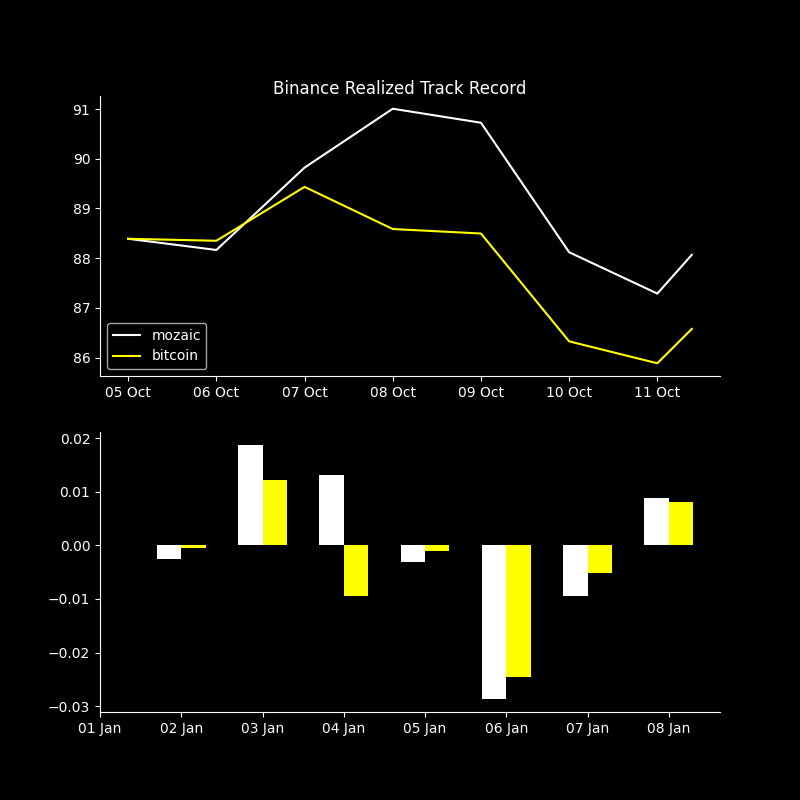 Binance Realized Track Record
91
90
89
88
87
86
mozaic
bitcoin
05 Oct 06 Oct 07 Oct 08 Oct 09 Oct 10 Oct 11 Oct
0.02
0.01
0.00
−0.01
−0.02
−0.03
01 Jan 02 Jan 03 Jan 04 Jan 05 Jan 06 Jan 07 Jan 08 Jan